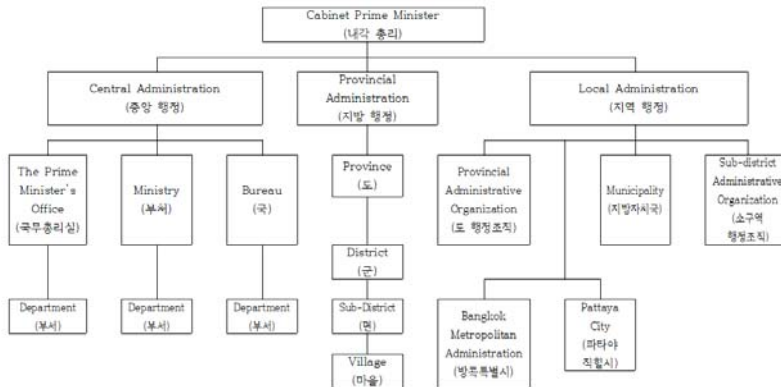 Cabinet Prime Minister
(내각 총리)
Central Administration
(중앙 행정)
Provincial
Administration
(지방 행정)
Local Administration
(지역 행정)
The Prime
Minister's
Office
(국무총리실)
Ministry
(부서)
Bureau
(국)
Province
(도)
Provincial
Administrative
Organization
(도 행정조직)
Municipality
(지방자치국)
Sub-district
Administrative
Organization
(소구역
행정조직)
District
(군)
Department
(부서)
Department
(부서)
Department
(부서)
Sub-District
(면)
Village
(마을)
Bangkok
Metropolitan
Administration
(방콕특별시)
Pattaya
City
(파타야
직할시)